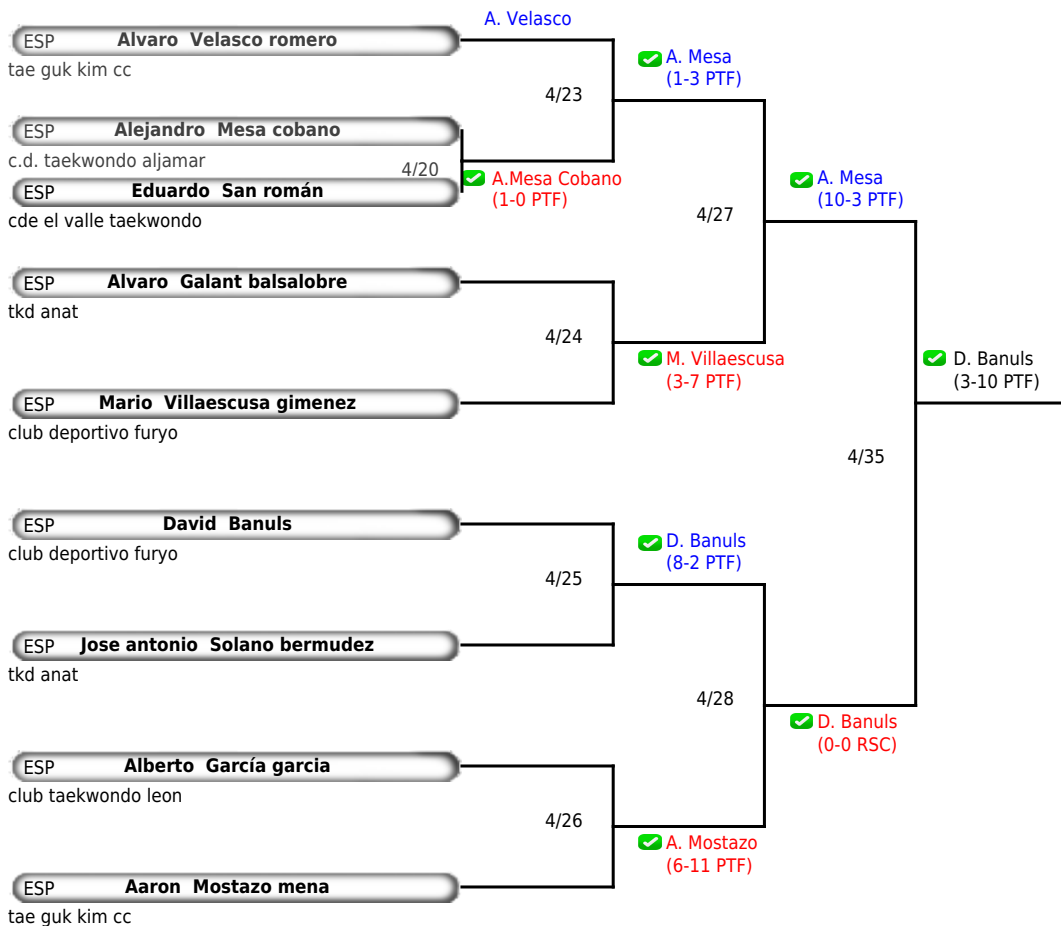 A. Velasco
ESP Alvaro Velasco romero
tae guk kim cc
A. Mesa
(1-3 PTF)
4/23
ESP Alejandro Mesa cobano
c.d. taekwondo aljamar
4/20
A.Mesa Cobano
(1-0 PTF)
ESP Eduardo San román
cde el valle taekwondo
A. Mesa
(10-3 PTF)
4/27
ESP Alvaro Galant balsalobre
tkd anat
4/24
M. Villaescusa
(3-7 PTF)
D. Banuls
(3-10 PTF)
ESP Mario Villaescusa gimenez
club deportivo furyo
4/35
ESP David Banuls
club deportivo furyo
D. Banuls
(8-2 PTF)
4/25
ESP Jose antonio Solano bermudez
tkd anat
4/28
D. Banuls
(0-0 RSC)
ESP Alberto García garcia
club taekwondo leon
4/26
A. Mostazo
(6-11 PTF)
ESP Aaron Mostazo mena
tae guk kim cc